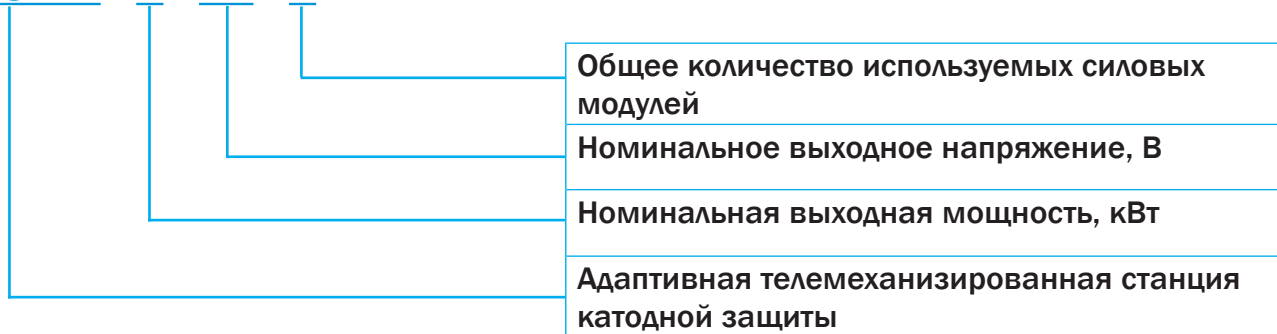 Общее количество используемых силовых
модулей
Номинальное выходное напряжение, В
Номинальная выходная мощность, кВт
Адаптивная телемеханизированная станция
катодной защиты